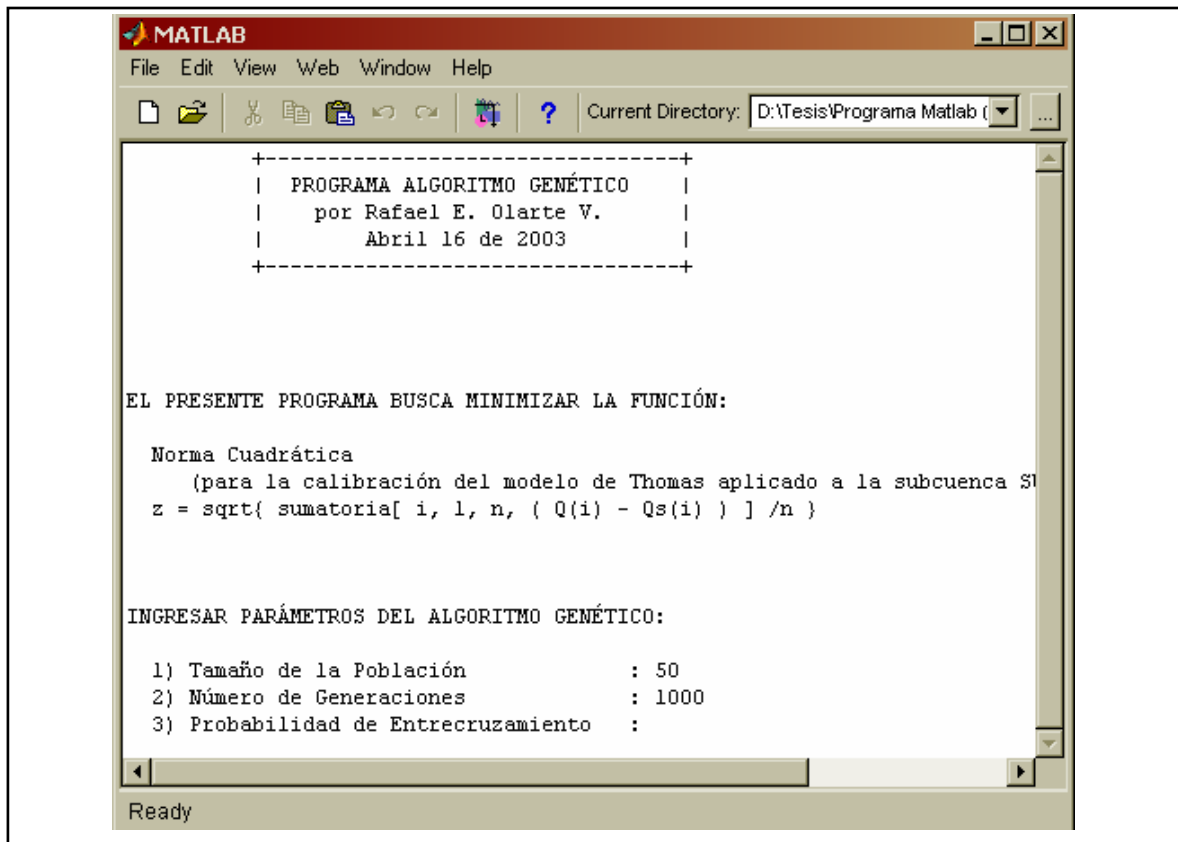 MATLAB
File Edit View Web Window Help
Current Directory: D:\Tesis\Programa Matlab ( ...
+---------------------------------+
| PROGRAMA ALGORITMO GENÉTICO |
| por Rafael E. Olarte V. |
| Abril 16 de 2003 |
+---------------------------------+
EL PRESENTE PROGRAMA BUSCA MINIMIZAR LA FUNCIÓN:
Norma Cuadrática
(para la calibración del modelo de Thomas aplicado a la subcuenca
z = sqrt{ sumatoria[ i, 1, n, ( Q(i) - Qs(i) ) ] /n }
INGRESAR PARÁMETROS DEL ALGORITMO GENÉTICO:
1) Tamaño de la Población : 50
2) Número de Generaciones : 1000
3) Probabilidad de Entrecruzamiento :
Ready